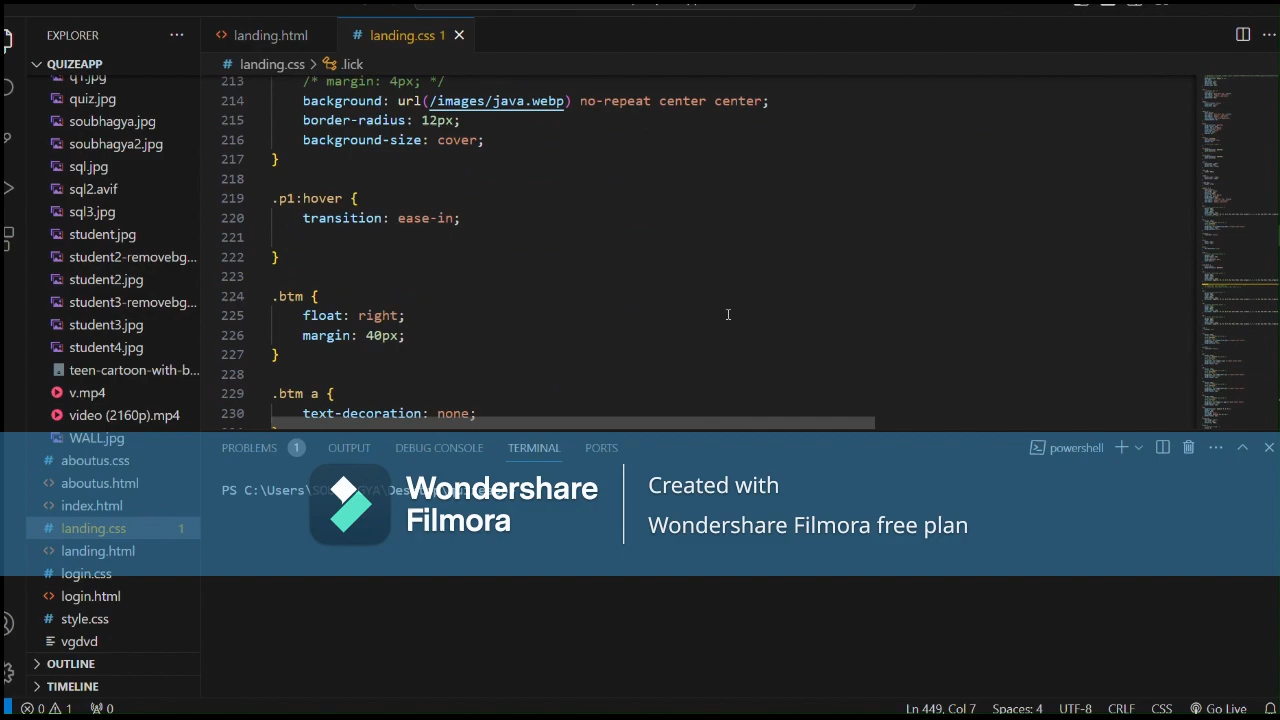 EXPLORER
···
landing.html
landing.css 1
QUIZEAPP
landing.css > .lick
q1.jpg
quiz.jpg
soubhagya.jpg
soubhagya2.jpg
sql.jpg
sql2.avif
sql3.jpg
student.jpg
student2-removebg...
student2.jpg
student3-removebg...
student3.jpg
student4.jpg
teen-cartoon-with-b...
v.mp4
video (2160p).mp4
WALL.jpg
aboutus.css
aboutus.html
index.html
landing.css 1
landing.html
login.css
login.html
style.css
vgdvd
OUTLINE
TIMELINE
213 /* margin: 4px; */
214 background: url(/images/java.webp) no-repeat center center;
215 border-radius: 12px;
216 background-size: cover;
217 }
218
219 .p1:hover {
220 transition: ease-in;
221
222 }
223
224 .btm {
225 float: right;
226 margin: 40px;
227 }
228
229 .btm a {
230 text-decoration: none;
PROBLEMS 1 OUTPUT DEBUG CONSOLE TERMINAL PORTS
powershell
PS C:\Users\
Wondershare
Filmora
Created with
Wondershare Filmora free plan
0 1 0
Ln 449, Col 7 Spaces: 4 UTF-8 CRLF CSS Go Live